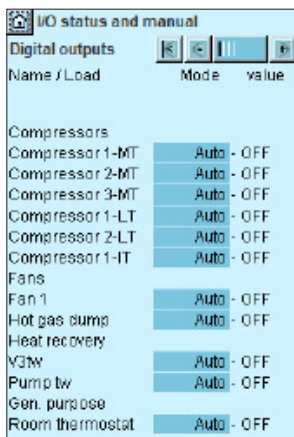 I/O status and manual
Digital outputs
Name / Load Mode value
Compressors
Compressor 1-MT Auto - OFF
Compressor 2-MT Auto - OFF
Compressor 3-MT Auto - OFF
Compressor 1-LT Auto - OFF
Compressor 2-LT Auto - OFF
Compressor 1-IT Auto - OFF
Fans
Fan 1 Auto - OFF
Hot gas dump Auto - OFF
Heat recovery
V3tw Auto - OFF
Pump tw Auto - OFF
Gen. purpose
Room thermostat Auto - OFF